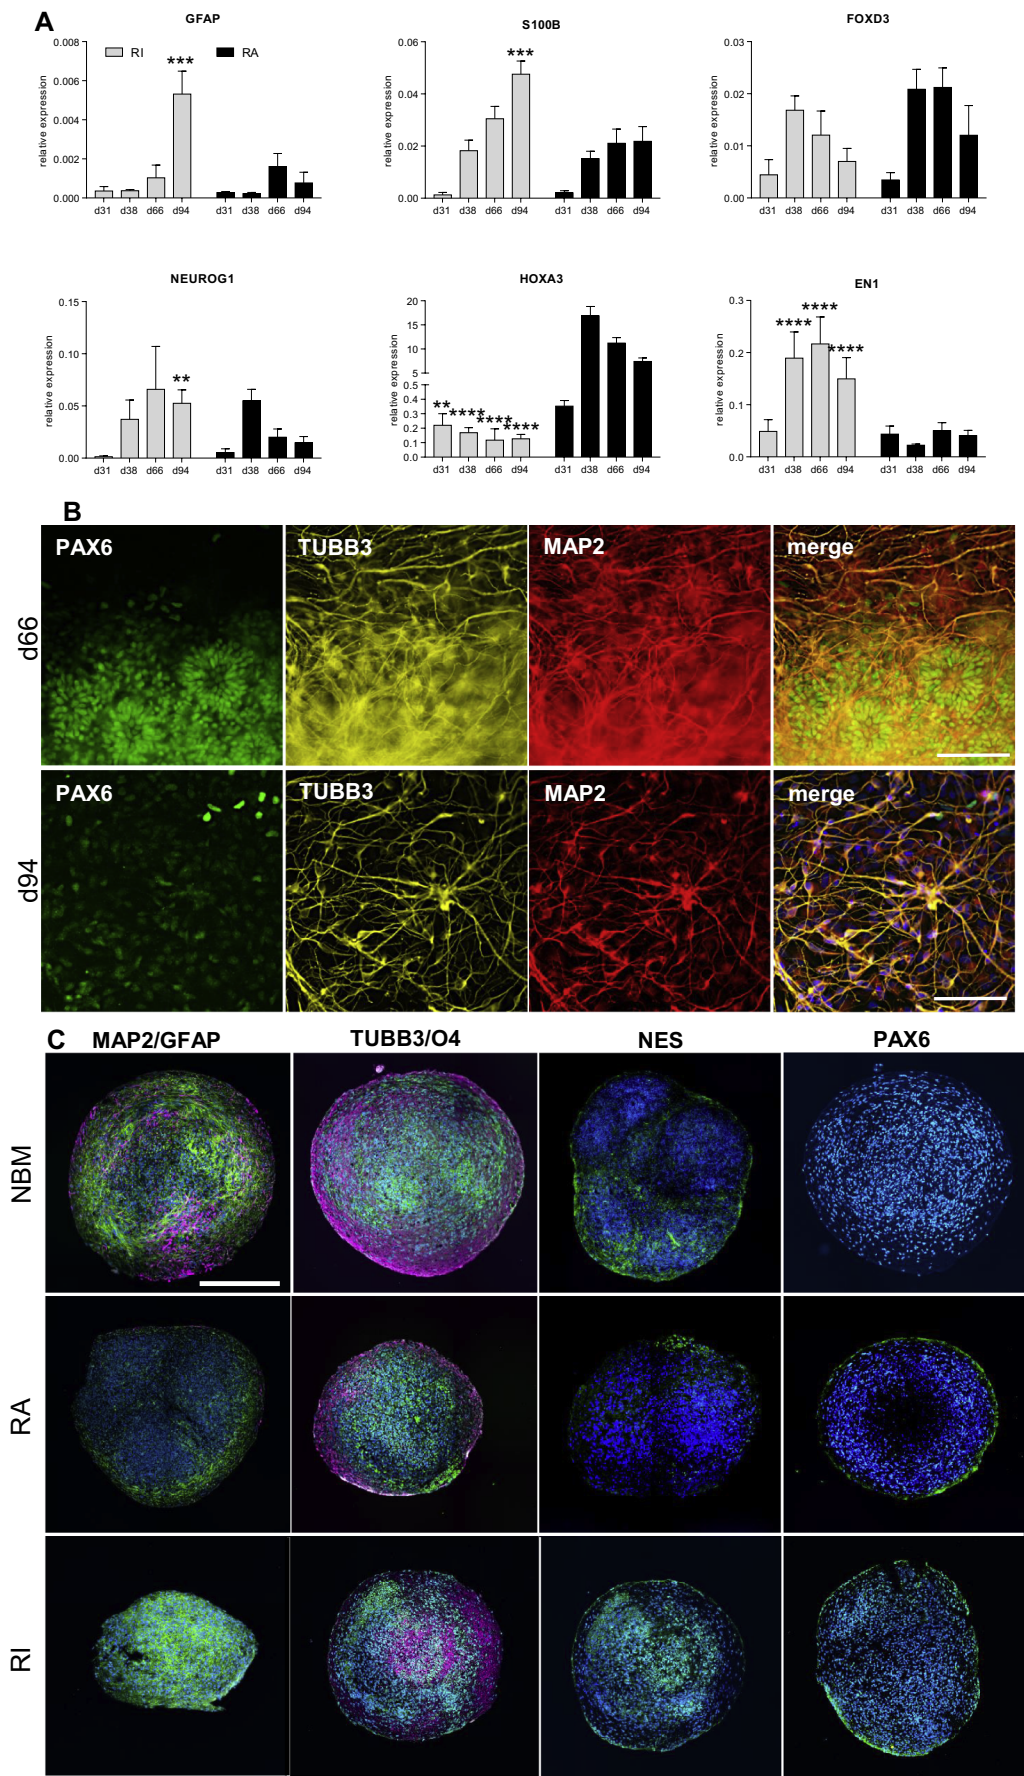 A
GFAP
S100B
FOXD3
relative expression
0.008
0.006
0.004
0.002
0.000
RI
RA
***
d31 d38 d66 d94 d31 d38 d66 d94
relative expression
0.06
0.04
0.02
0.00
***
d31 d38 d66 d94 d31 d38 d66 d94
relative expression
0.03
0.02
0.01
0.00
d31 d38 d66 d94 d31 d38 d66 d94
NEUROG1
HOXA3
EN1
relative expression
0.15
0.10
0.05
0.00
**
d31 d38 d66 d94 d31 d38 d66 d94
relative expression
20
15
10
5
0.5
0.4
0.3
0.2
0.1
0.0
** **** **** ****
d31 d38 d66 d94 d31 d38 d66 d94
relative expression
0.3
0.2
0.1
0.0
**** **** ****
d31 d38 d66 d94 d31 d38 d66 d94
B
d66
PAX6 TUBB3 MAP2 merge
d94
PAX6 TUBB3 MAP2 merge
C
MAP2/GFAP TUBB3/O4 NES PAX6
NBM
RA
RI